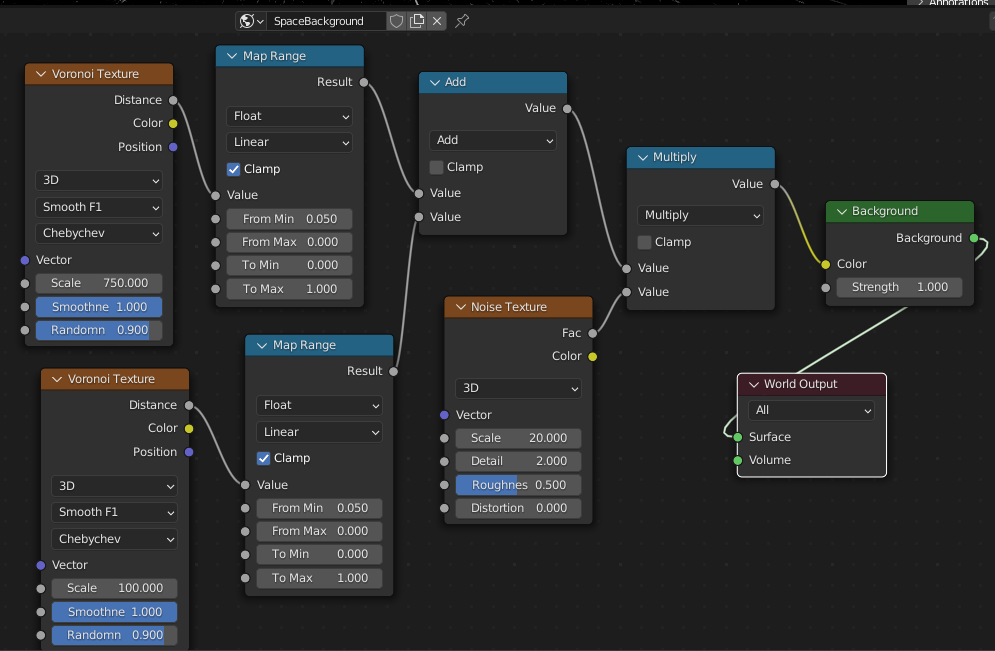 Annotations
SpaceBackground
Voronoi Texture
Distance
Color
Position
3D
Smooth F1
Chebychev
Vector
Scale 750.000
Smoothne 1.000
Randomn 0.900
Map Range
Result
Float
Linear
Clamp
Value
From Min 0.050
From Max 0.000
To Min 0.000
To Max 1.000
Voronoi Texture
Distance
Color
Position
3D
Smooth F1
Chebychev
Vector
Scale 100.000
Smoothne 1.000
Randomn 0.900
Map Range
Result
Float
Linear
Clamp
Value
From Min 0.050
From Max 0.000
To Min 0.000
To Max 1.000
Add
Value
Add
Clamp
Value
Value
Noise Texture
Fac
Color
3D
Vector
Scale 20.000
Detail 2.000
Roughnes 0.500
Distortion 0.000
Multiply
Value
Multiply
Clamp
Value
Value
Background
Background
Color
Strength 1.000
World Output
All
Surface
Volume